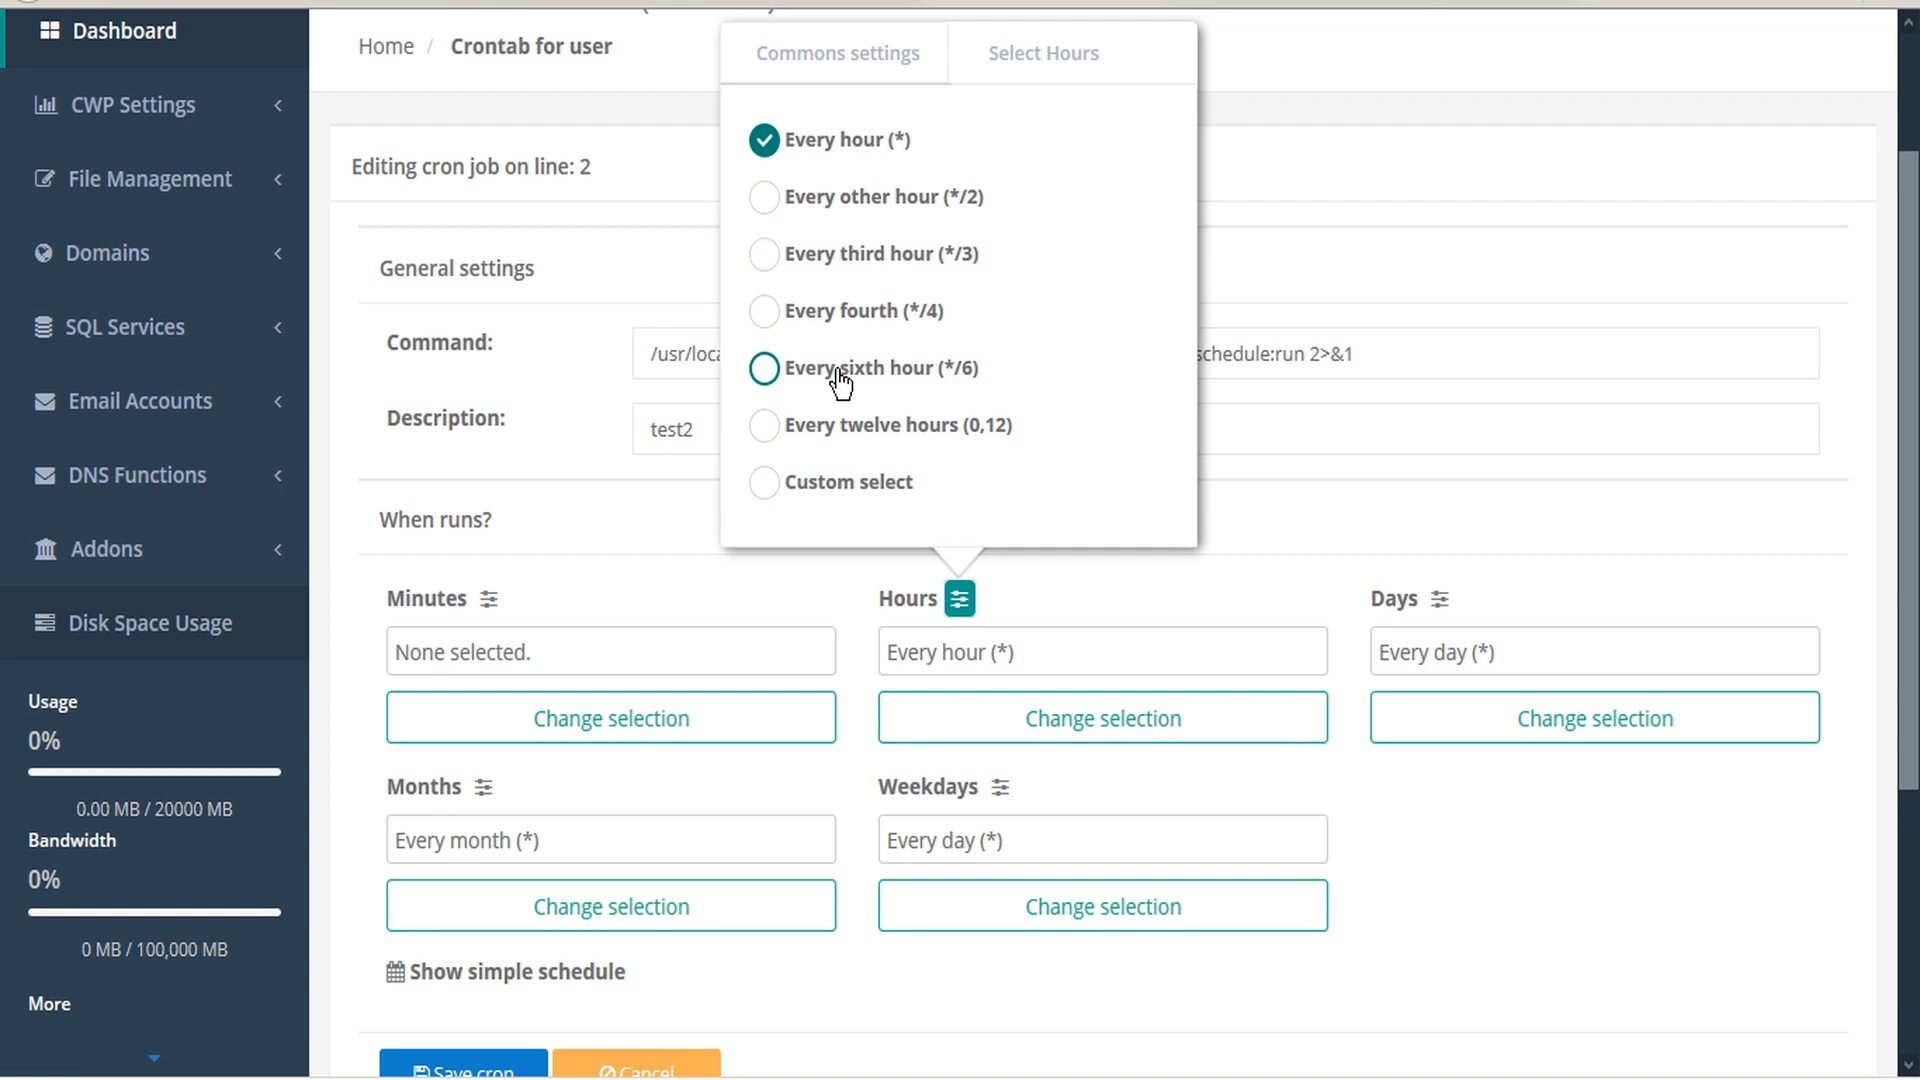 Dashboard
CWP Settings
File Management
Domains
SQL Services
Email Accounts
DNS Functions
Addons
Disk Space Usage
Usage
0%
0.00 MB / 20000 MB
Bandwidth
0%
0 MB / 100,000 MB
More
Home / Crontab for user
Editing cron job on line: 2
General settings
Command:
/usr/loca
schedule:run 2>&1
Description:
test2
Commons settings
Select Hours
Every hour (*)
Every other hour (*/2)
Every third hour (*/3)
Every fourth (*/4)
Every sixth hour (*/6)
Every twelve hours (0,12)
Custom select
When runs?
Minutes
None selected.
Change selection
Hours
Every hour (*)
Change selection
Days
Every day (*)
Change selection
Months
Every month (*)
Change selection
Weekdays
Every day (*)
Change selection
Show simple schedule
Save cron
Cancel